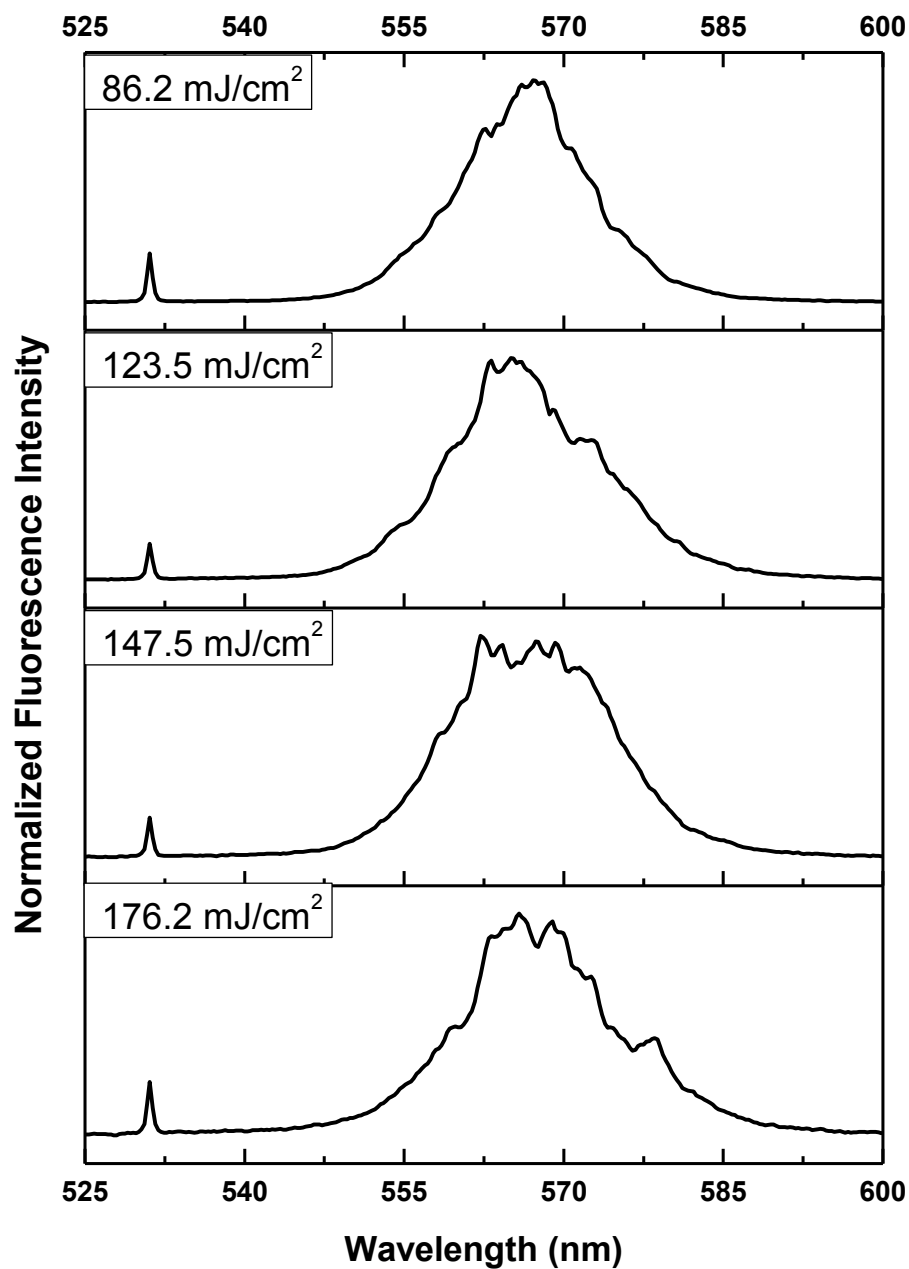 525 540 555 570 585 600
86.2 mJ/cm²
123.5 mJ/cm²
147.5 mJ/cm²
176.2 mJ/cm²
Normalized Fluorescence Intensity
525 540 555 570 585 600
Wavelength (nm)